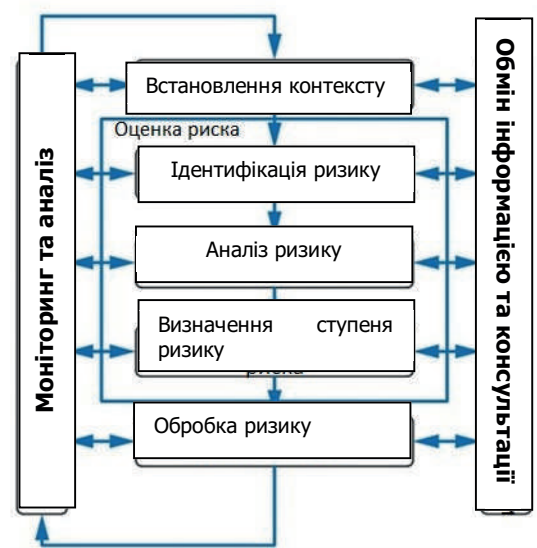 Встановлення контексту
Оценка риска
Ідентифікація ризику
Аналіз ризику
Визначення ступеня
ризику
риска
Обробка ризику
Моніторинг та аналіз
Обмін інформацією та консультації